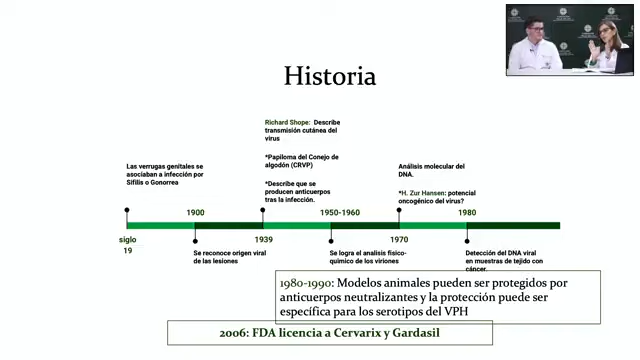 Historia
Richard Shope: Describe
transmisión cutánea del
virus
*Papiloma del Conejo de
algodón (CRVP)
*Describe que se
producen anticuerpos
tras la infección.
Las verrugas genitales se
asociaban a infección por
Sífilis o Gonorrea
Análisis molecular del
DNA.
*H. Zur Hansen: potencial
oncogénico del virus?
1900
1950-1960
1980
siglo
19
1939
1970
Se reconoce origen viral
de las lesiones
Se logra el analisis físico-
quimico de los viriones
Detección del DNA viral
en muestras de tejido con
cáncer.
1980-1990: Modelos animales pueden ser protegidos por
anticuerpos neutralizantes y la protección puede ser
específica para los serotipos del VPH
2006: FDA licencia a Cervarix y Gardasil